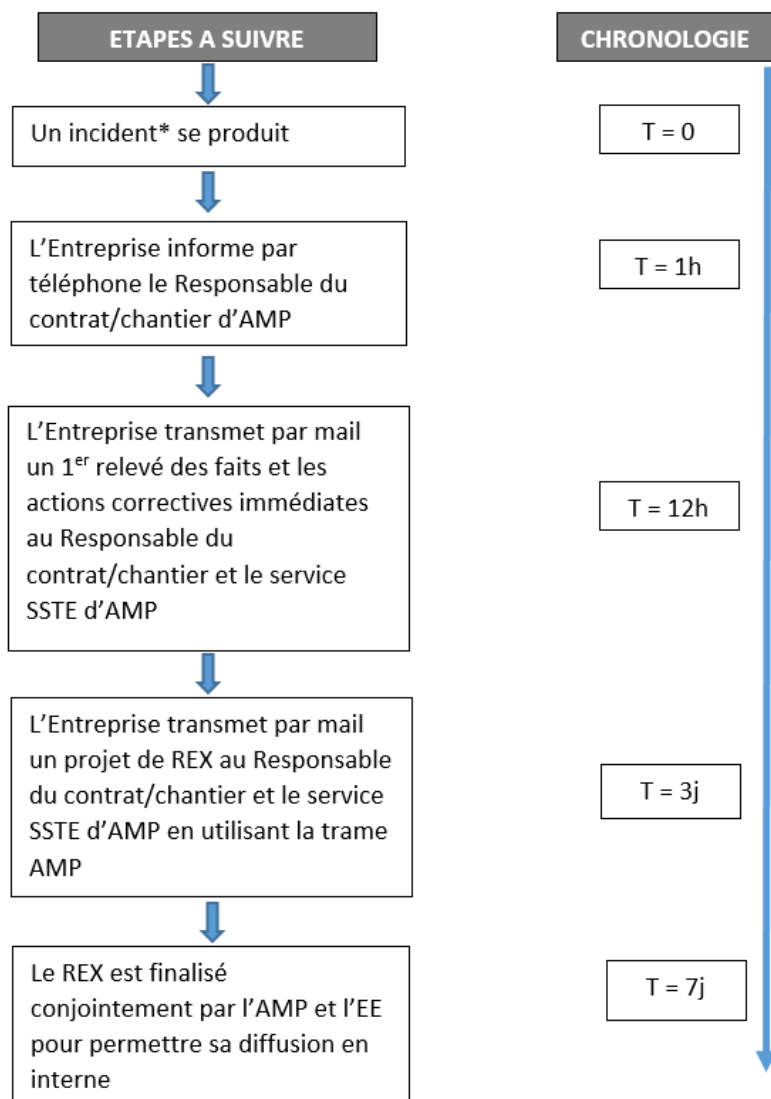 ETAPES A SUIVRE
CHRONOLOGIE
Un incident* se produit
T = 0
L’Entreprise informe par
téléphone le Responsable du
contrat/chantier d’AMP
T = 1h
L’Entreprise transmet par mail
un 1er relevé des faits et les
actions correctives immédiates
au Responsable du
contrat/chantier et le service
SSTE d’AMP
T = 12h
L’Entreprise transmet par mail
un projet de REX au Responsable
du contrat/chantier et le service
SSTE d’AMP en utilisant la trame
AMP
T = 3j
Le REX est finalisé
conjointement par l’AMP et l’EE
pour permettre sa diffusion en
interne
T = 7j